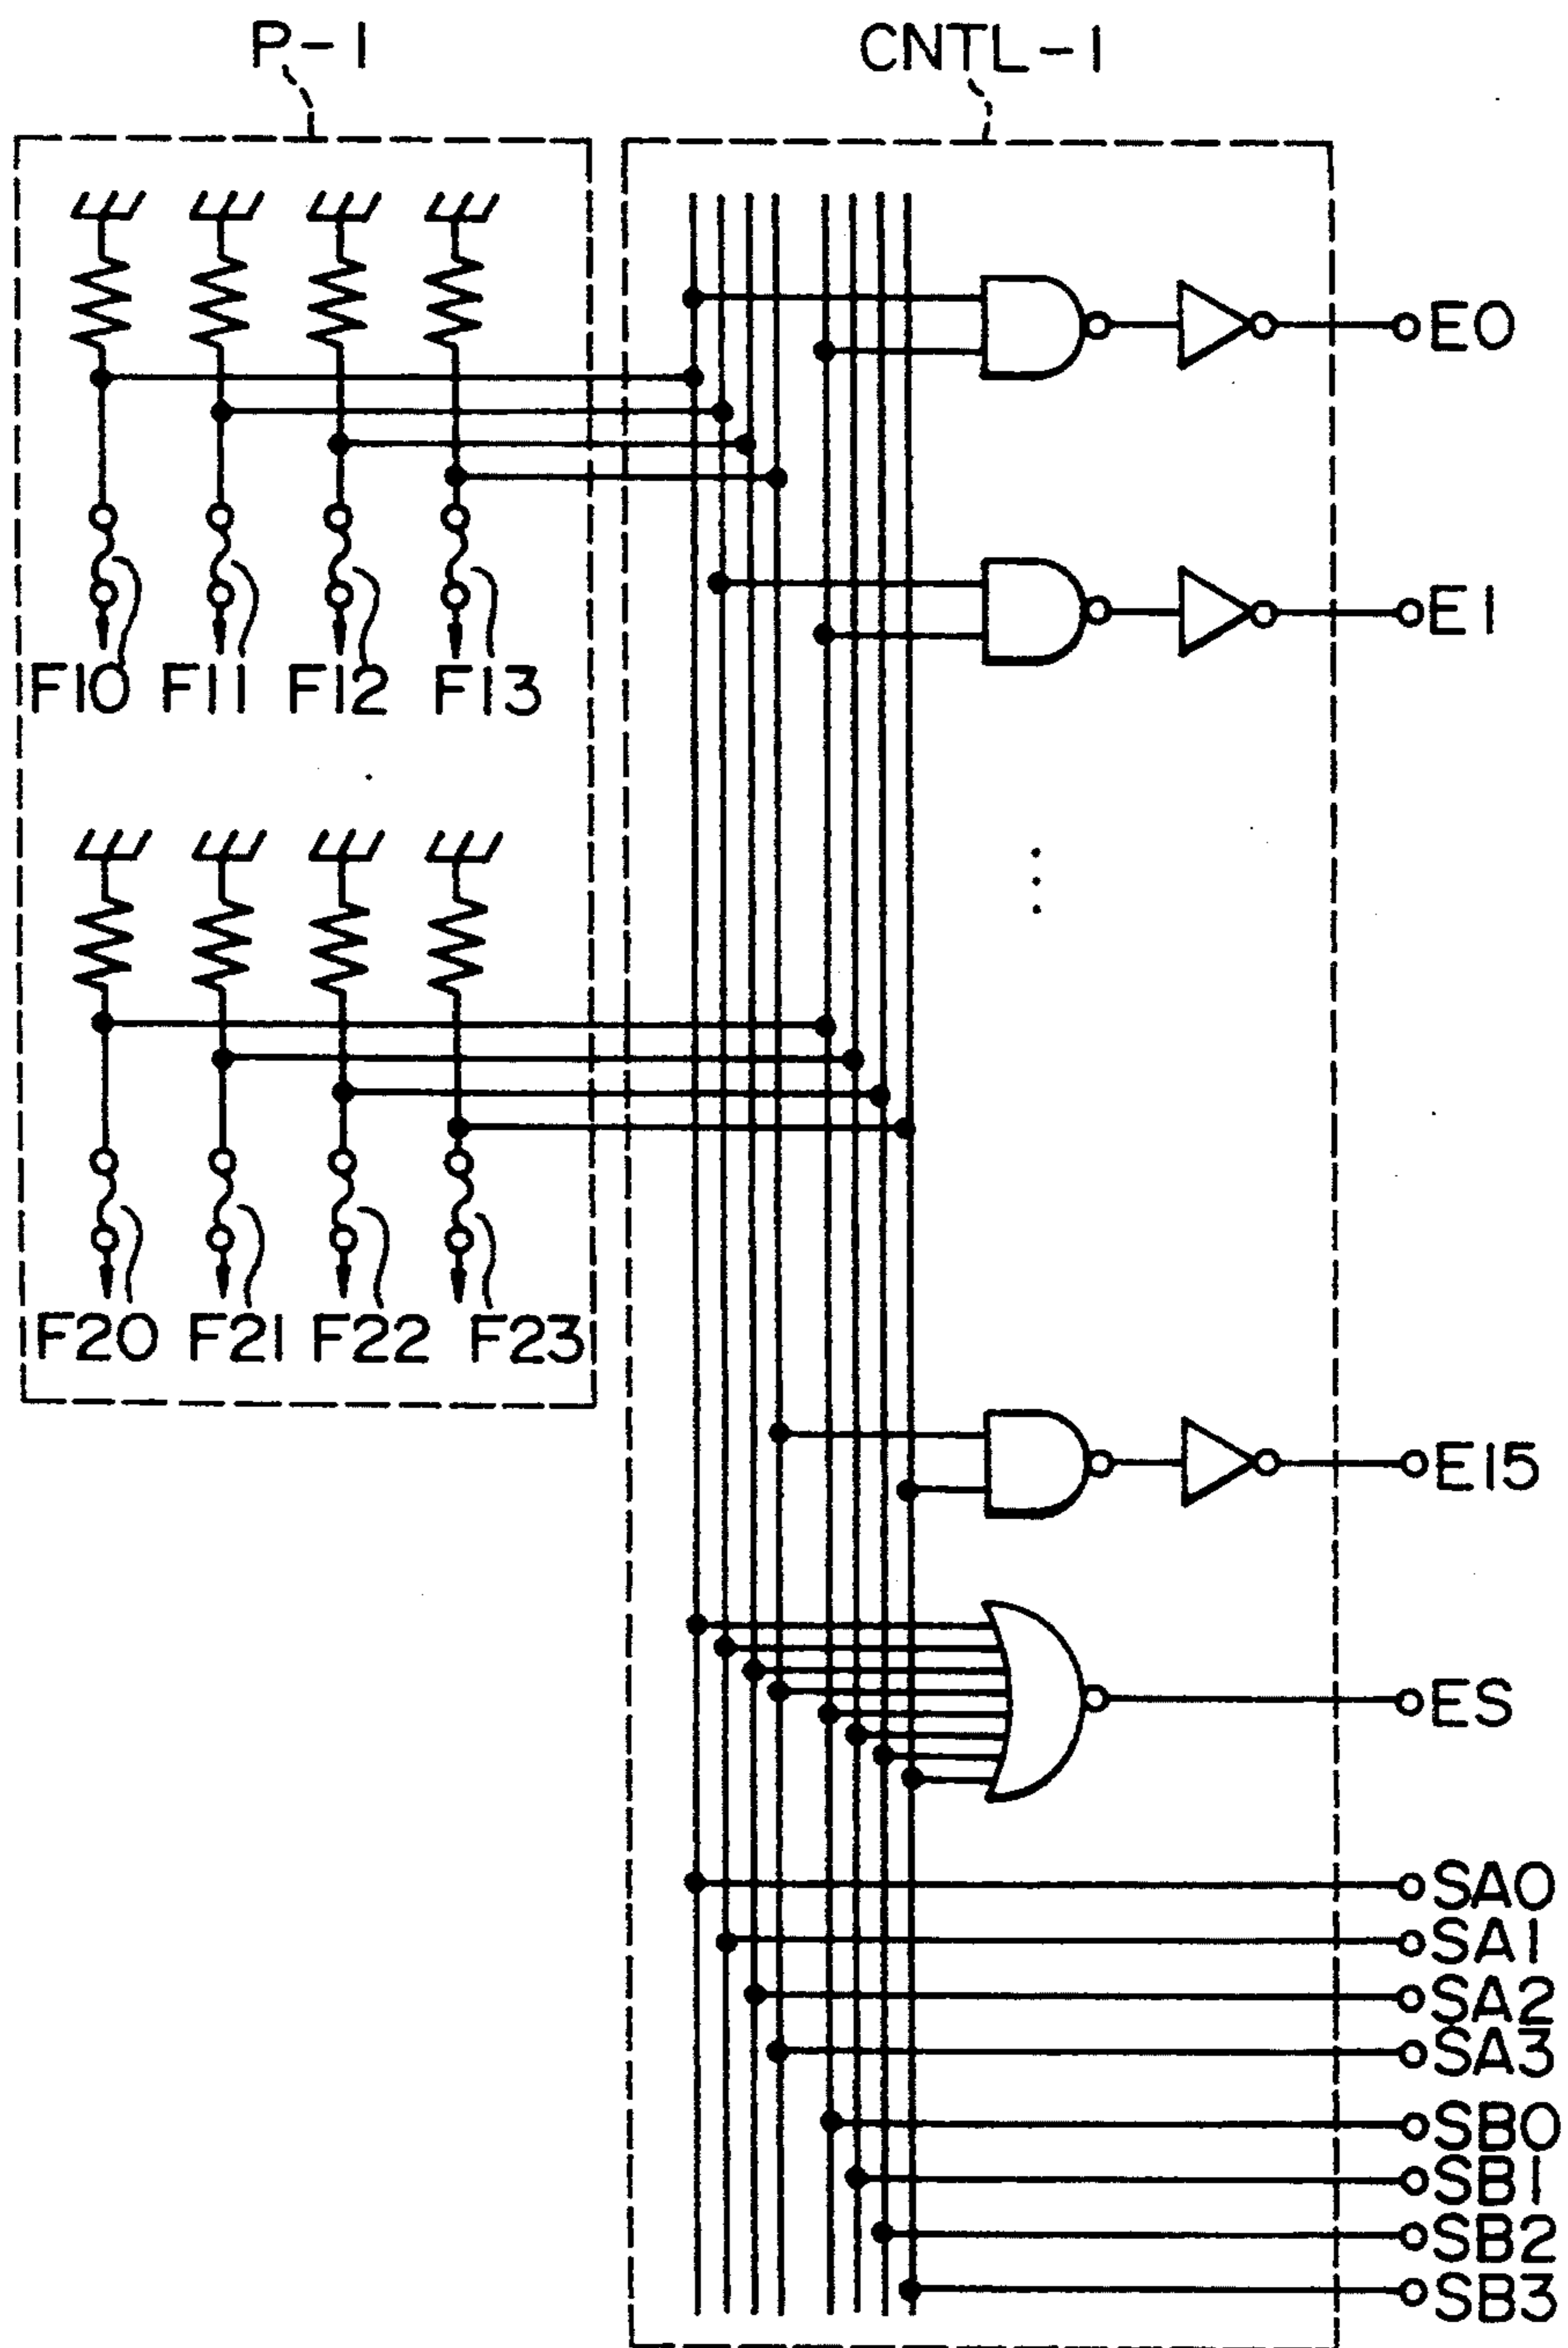 P-1 CNTL-1
E0
E1
F10 F11 F12 F13
F20 F21 F22 F23
E15
ES
SA0
SA1
SA2
SA3
SB0
SB1
SB2
SB3